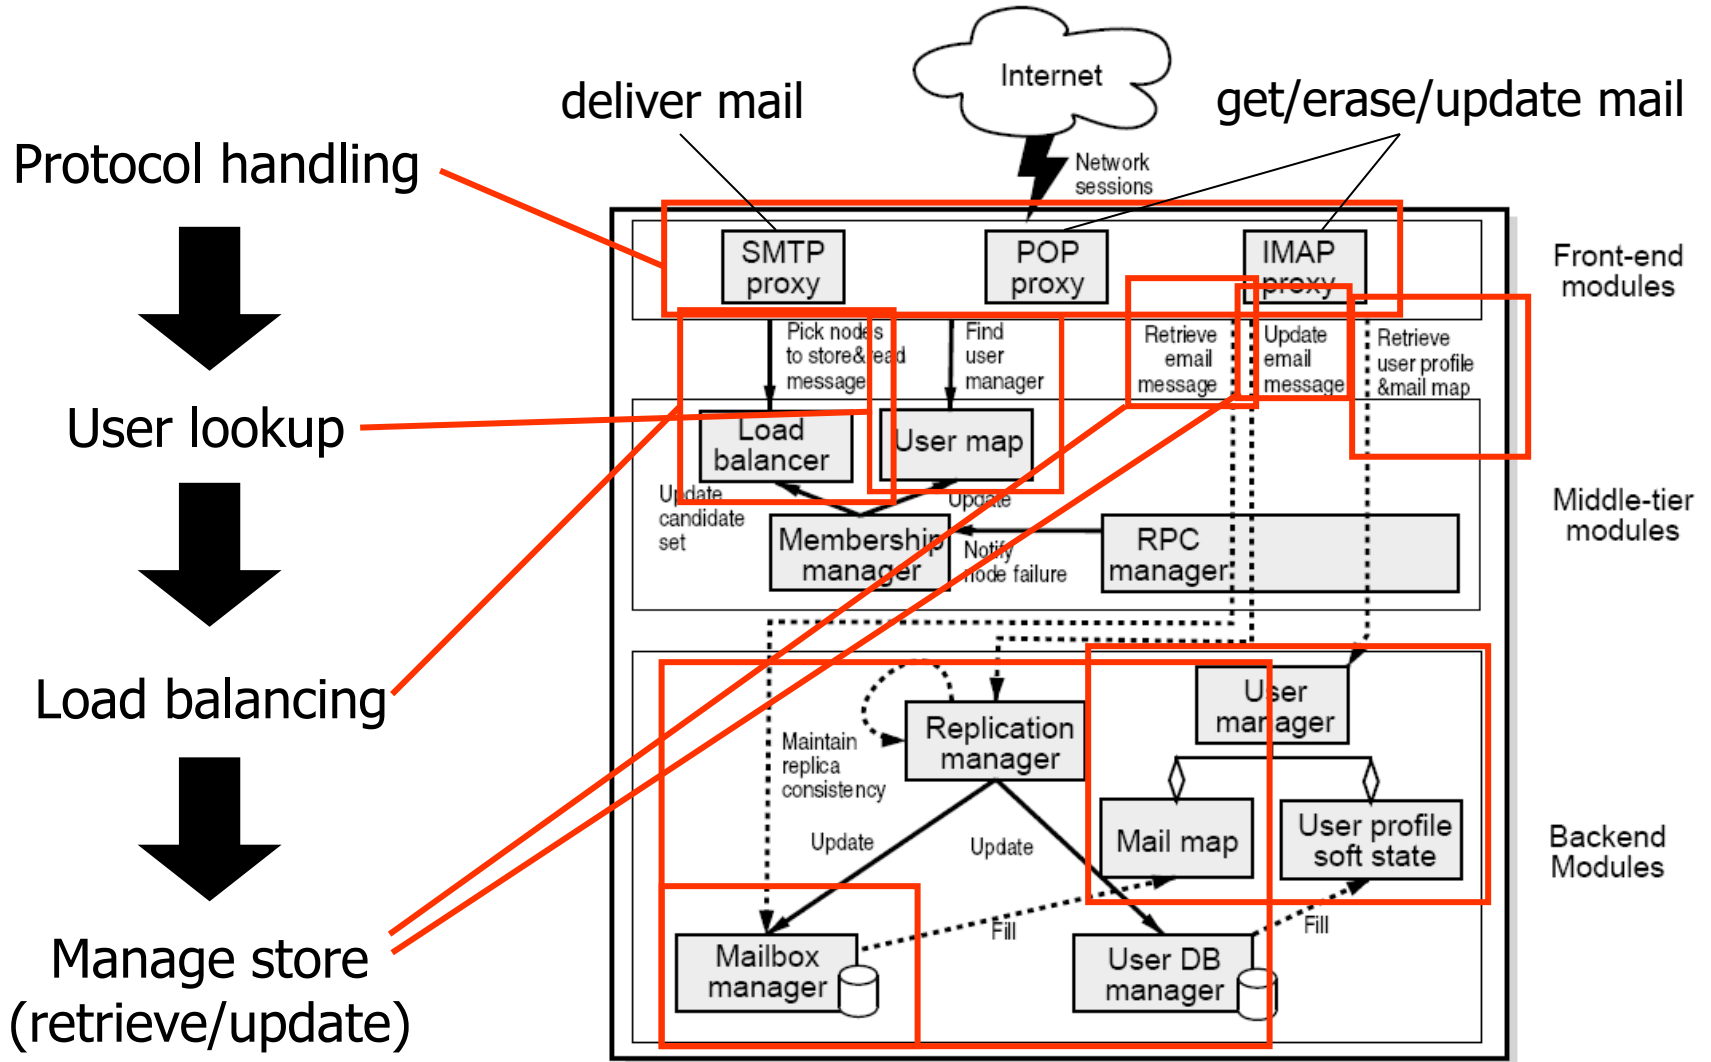 Internet
deliver mail
get/erase/update mail
Protocol handling
Network
sessions
SMTP
proxy
POP
proxy
IMAP
proxy
Front-end
modules
Pick nodes
to store&read
message
Find
user
manager
Retrieve
email
message
Update
email
message
Retrieve
user profile
&mail map
User lookup
Load
balancer
User map
Update
candidate
set
Update
Middle-tier
modules
Membership
manager
Notify
node failure
RPC
manager
Load balancing
User
manager
Replication
manager
Maintain
replica
consistency
Update
Update
Mail map
User profile
soft state
Backend
Modules
Fill
Fill
Manage store
(retrieve/update)
Mailbox
manager
User DB
manager